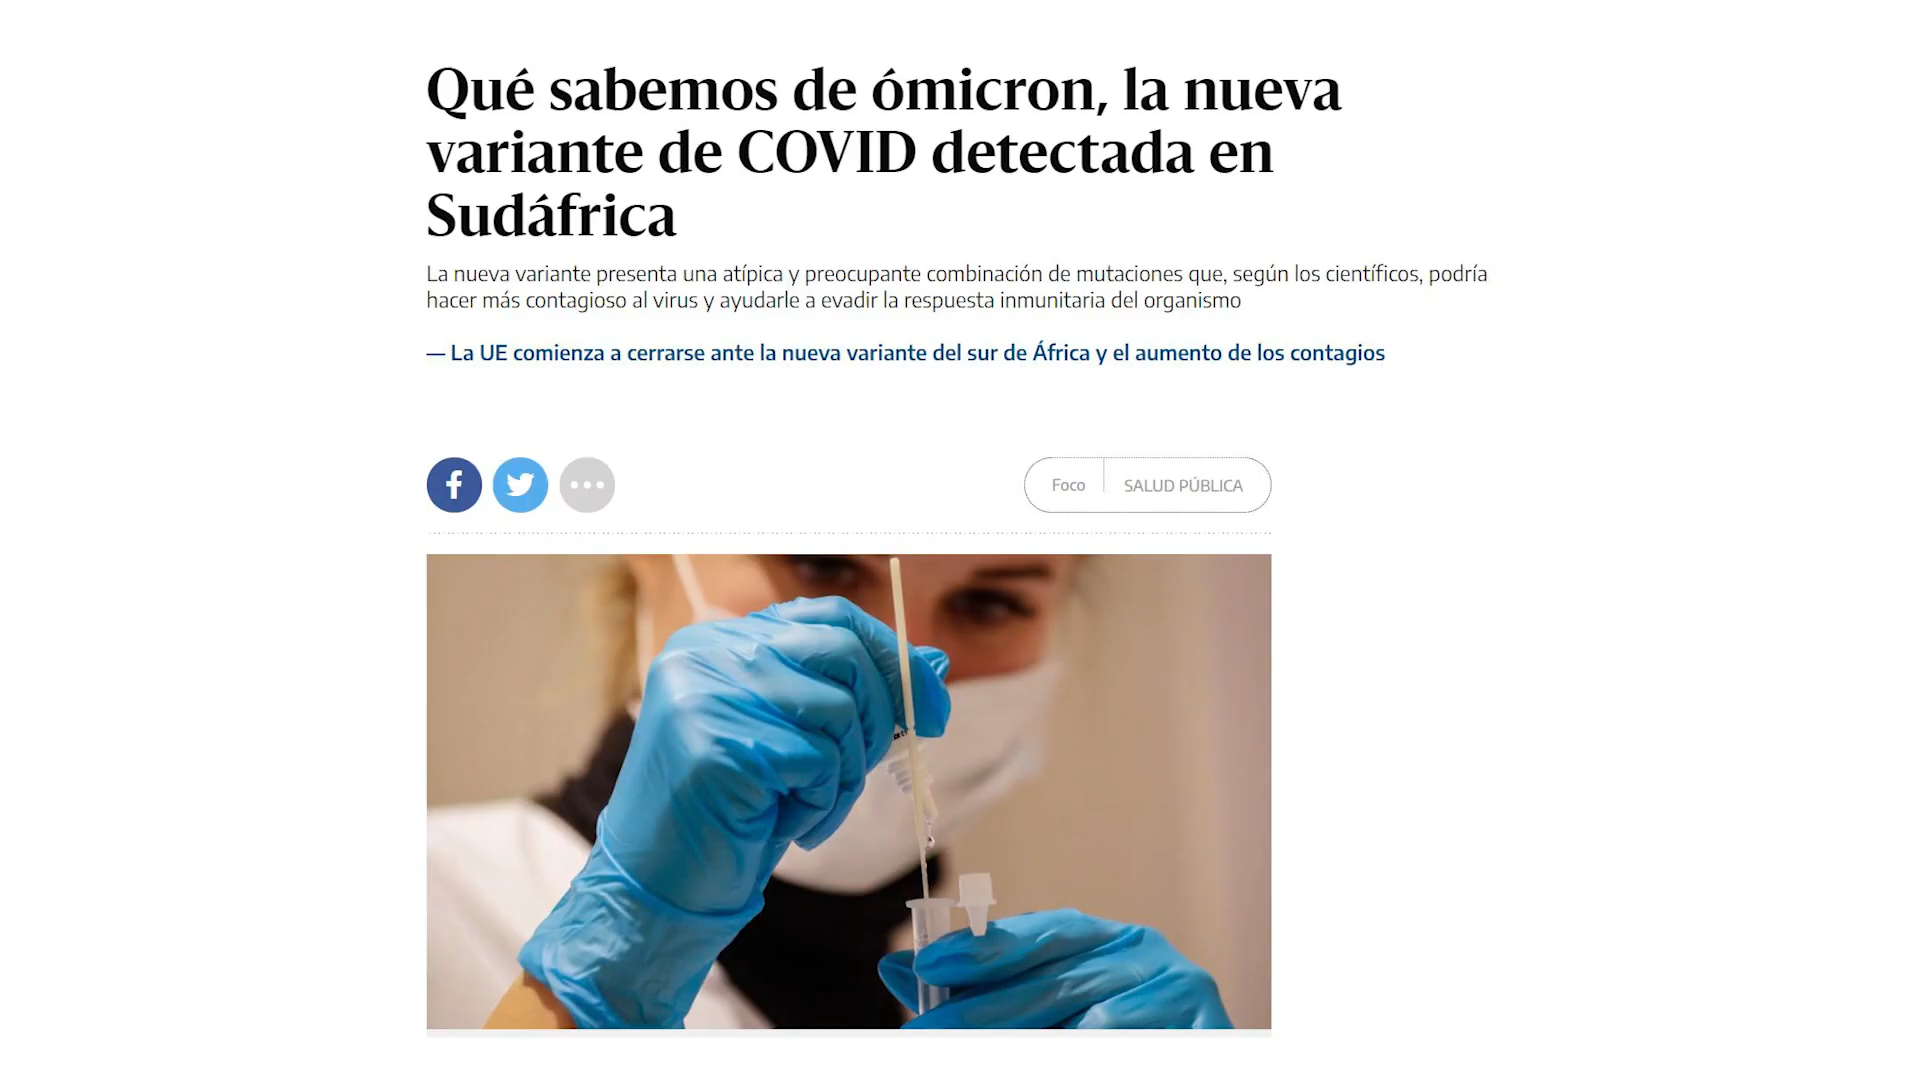 Qué sabemos de ómicron, la nueva
variante de COVID detectada en
Sudáfrica
La nueva variante presenta una atípica y preocupante combinación de mutaciones que, según los científicos, podría
hacer más contagioso al virus y ayudarle a evadir la respuesta inmunitaria del organismo
— La UE comienza a cerrarse ante la nueva variante del sur de África y el aumento de los contagios
Foco
SALUD PÚBLICA